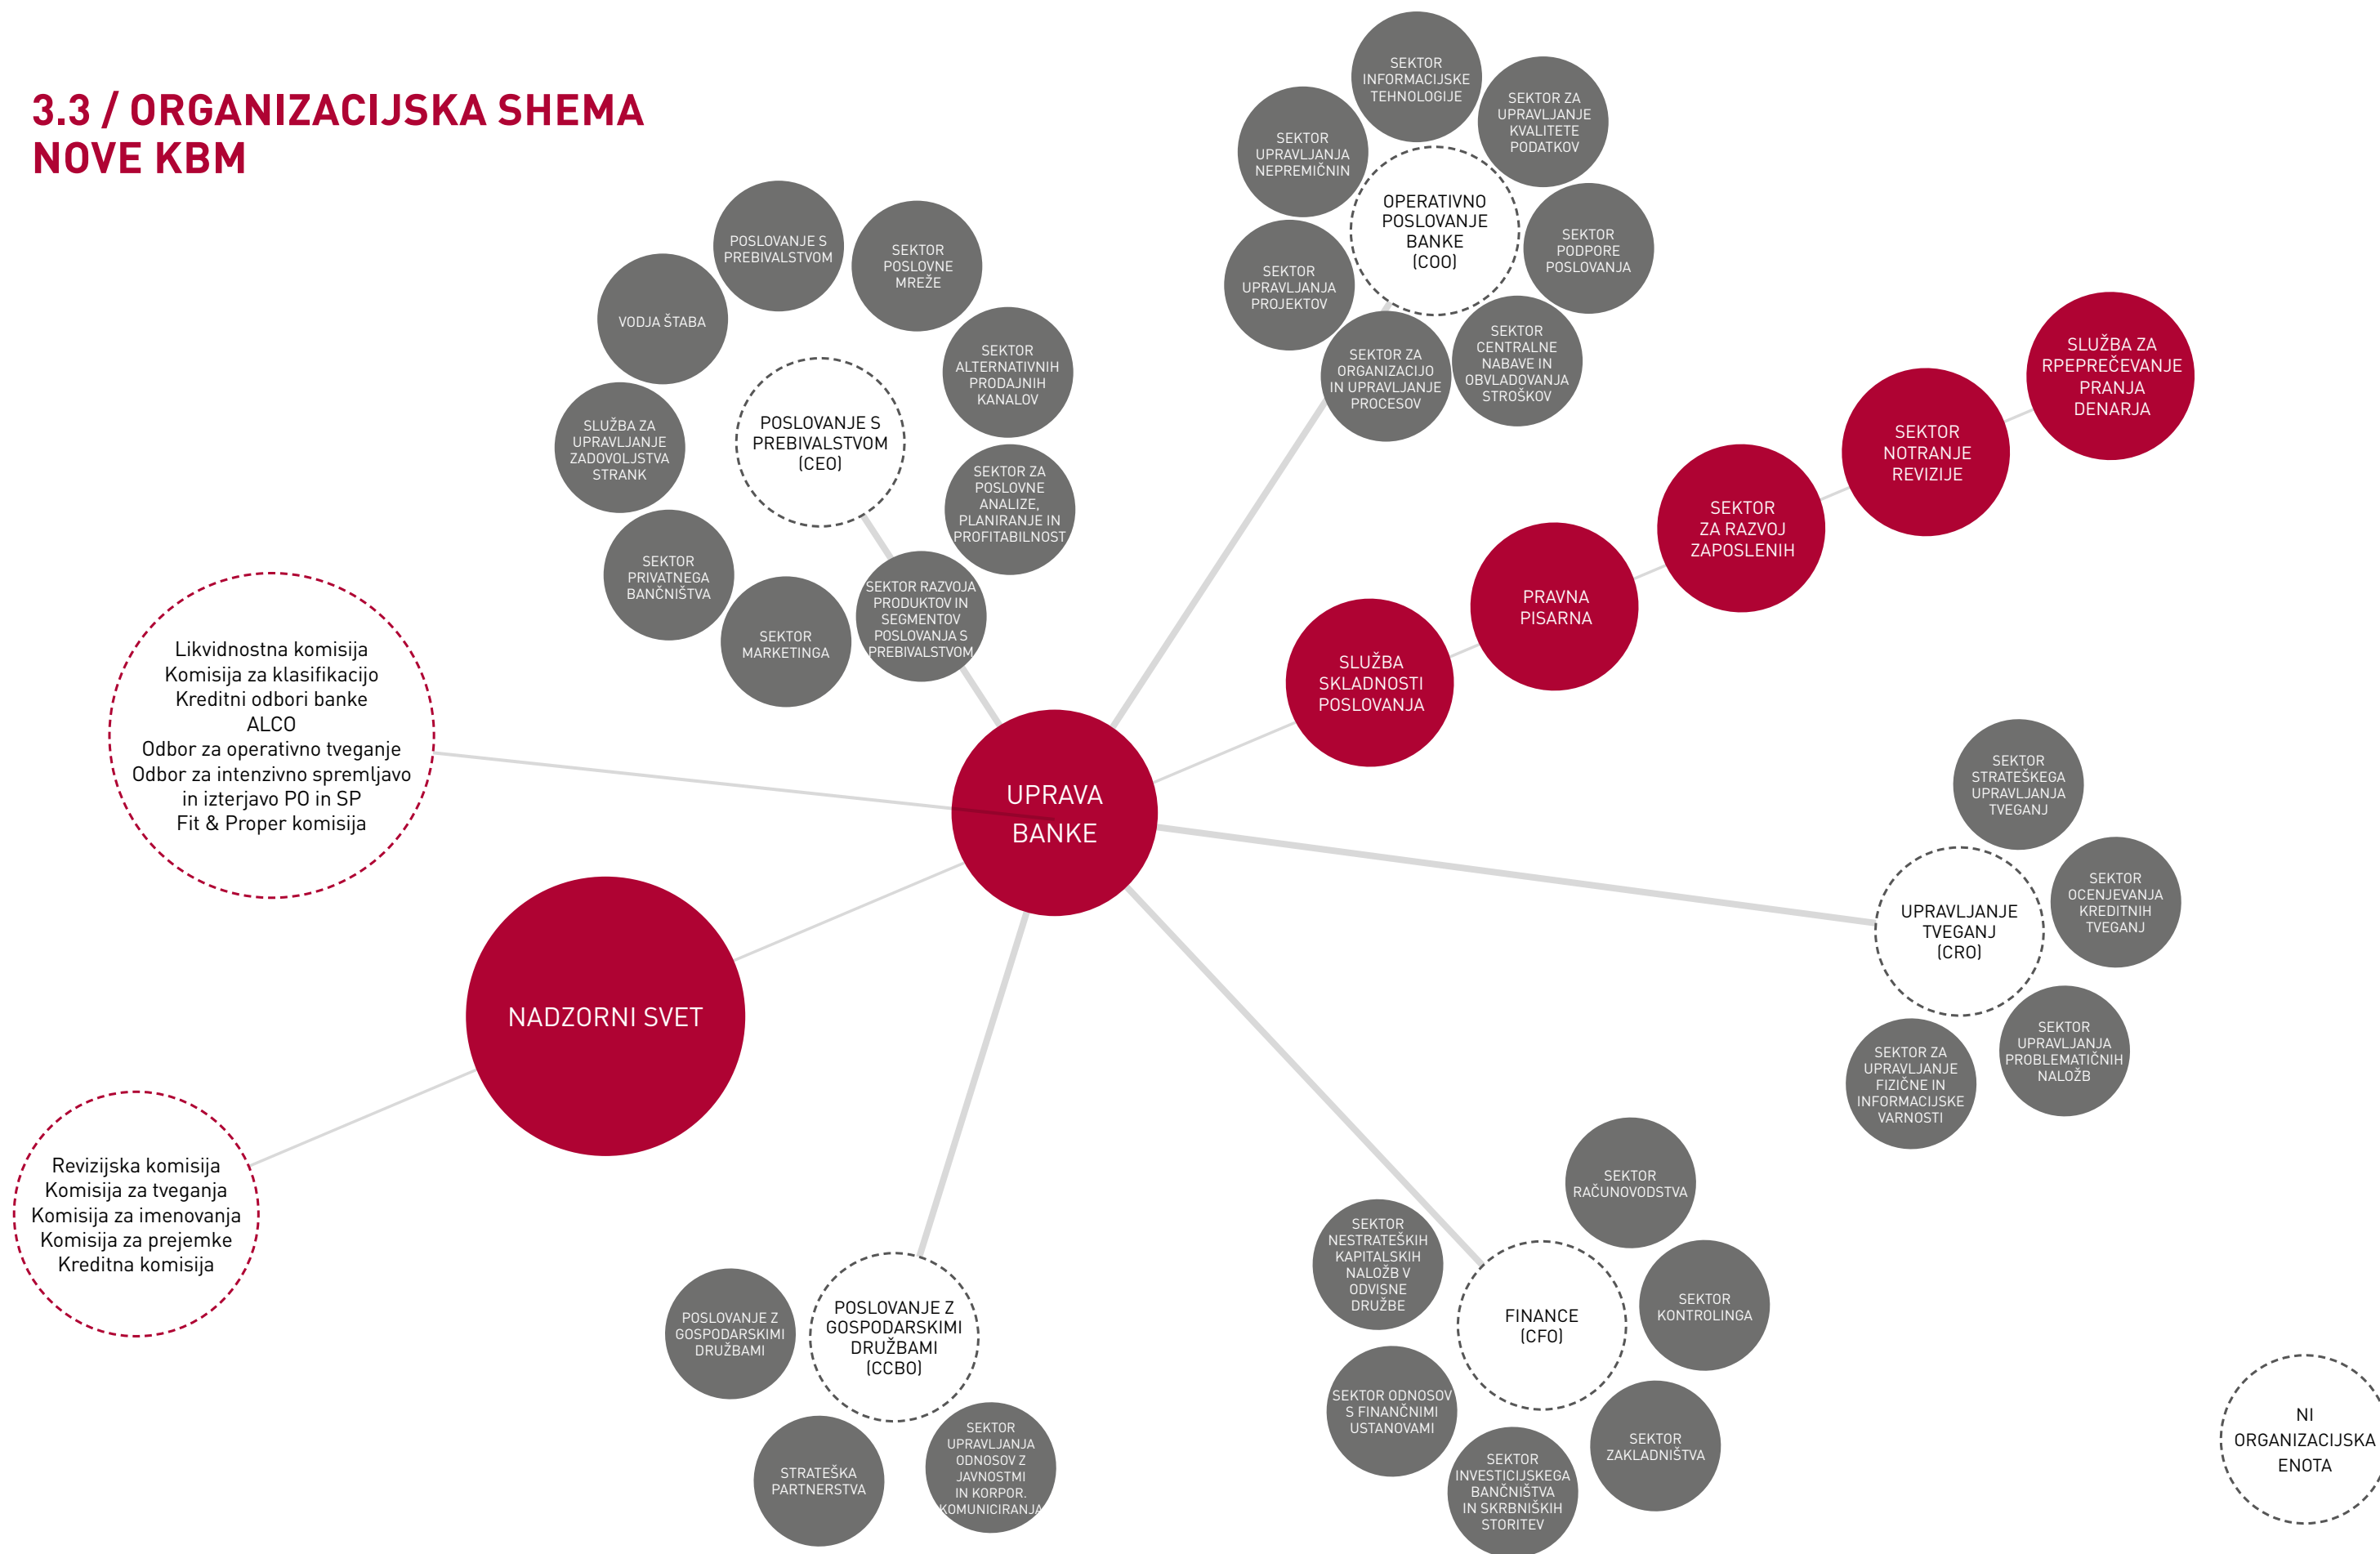 3.3 / ORGANIZACIJSKA SHEMA
NOVE KBM
SEKTOR
INFORMACIJSKE
TEHNOLOGIJE
SEKTOR ZA
UPRAVLJANJE
KVALITETE
PODATKOV
SEKTOR
UPRAVLJANJA
NEPREMIČNIN
OPERATIVNO
POSLOVANJE
BANKE
(COO)
SEKTOR
PODPORE
POSLOVANJA
SEKTOR
UPRAVLJANJA
PROJEKTOV
SEKTOR ZA
ORGANIZACIJO
IN UPRAVLJANJE
PROCESOV
SEKTOR
CENTRALNE
NABAVE IN
OBVLADOVANJA
STROŠKOV
POSLOVANJE S
PREBIVALSTVOM
SEKTOR
POSLOVNE
MREŽE
VODJA ŠTABA
SEKTOR
ALTERNATIVNIH
PRODAJNIH
KANALOV
SLUŽBA ZA
UPRAVLJANJE
ZADOVOLJSTVA
STRANK
POSLOVANJE S
PREBIVALSTVOM
(CEO)
SEKTOR ZA
POSLOVNE
ANALIZE,
PLANIRANJE IN
PROFITABILNOST
SEKTOR
PRIVATNEGA
BANČNIŠTVA
SEKTOR
MARKETINGA
SEKTOR RAZVOJA
PRODUKTOV IN
SEGMENTOV
POSLOVANJA S
PREBIVALSTVOM
SLUŽBA ZA
RPEPREČEVANJE
PRANJA
DENARJA
SEKTOR
NOTRANJE
REVIZIJE
SEKTOR
ZA RAZVOJ
ZAPOSLENIH
PRAVNA
PISARNA
SLUŽBA
SKLADNOSTI
POSLOVANJA
Likvidnostna komisija
Komisija za klasifikacijo
Kreditni odbori banke
ALCO
Odbor za operativno tveganje
Odbor za intenzivno spremljavo
in izterjavo PO in SP
Fit & Proper komisija
UPRAVA
BANKE
NADZORNI SVET
Revizijska komisija
Komisija za tveganja
Komisija za imenovanja
Komisija za prejemke
Kreditna komisija
SEKTOR
STRATEŠKEGA
UPRAVLJANJA
TVEGANJ
SEKTOR
OCENJEVANJA
KREDITNIH
TVEGANJ
UPRAVLJANJE
TVEGANJ
(CRO)
SEKTOR
UPRAVLJANJA
PROBLEMATIČNIH
NALOŽB
SEKTOR ZA
UPRAVLJANJE
FIZIČNE IN
INFORMACIJSKE
VARNOSTI
POSLOVANJE Z
GOSPODARSKIMI
DRUŽBAMI
POSLOVANJE Z
GOSPODARSKIMI
DRUŽBAMI
(CCBO)
STRATEŠKA
PARTNERSTVA
SEKTOR
UPRAVLJANJA
ODNOSOV Z
JAVNOSTMI
IN KORPOR.
KOMUNICIRANJA
SEKTOR
RAČUNOVODSTVA
SEKTOR
NESTRATEŠKIH
KAPITALSKIH
NALOŽB V
ODVISNE
DRUŽBE
FINANCE
(CFO)
SEKTOR
KONTROLINGA
SEKTOR ODNOSOV
S FINANČNIMI
USTANOVAMI
SEKTOR
ZAKLADNIŠTVA
SEKTOR
INVESTICIJSKEGA
BANČNIŠTVA
IN SKRBNIŠKIH
STORITEV
NI
ORGANIZACIJSKA
ENOTA